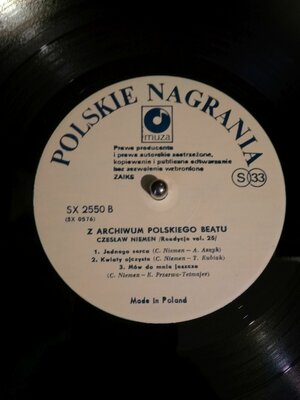 POLSKIE NAGRANIA
muza
Prawa producenta
i prawa autorskie zastrzeżone,
kopiowanie i publiczne odtwarzanie
bez zezwolenia wzbronione
ZAIKS
S 33
SX 2550 B
(SX 0576)
Z ARCHIWUM POLSKIEGO BEATU
CZESŁAW NIEMEN /Reedycja vol. 25/
1. Jednego serca (C. Niemen – A. Asnyk)
2. Kwiaty ojczyste (C. Niemen – T. Kubiak)
3. Mów do mnie jeszcze
(C. Niemen – K. Przerwa-Tetmajer)
Made in Poland